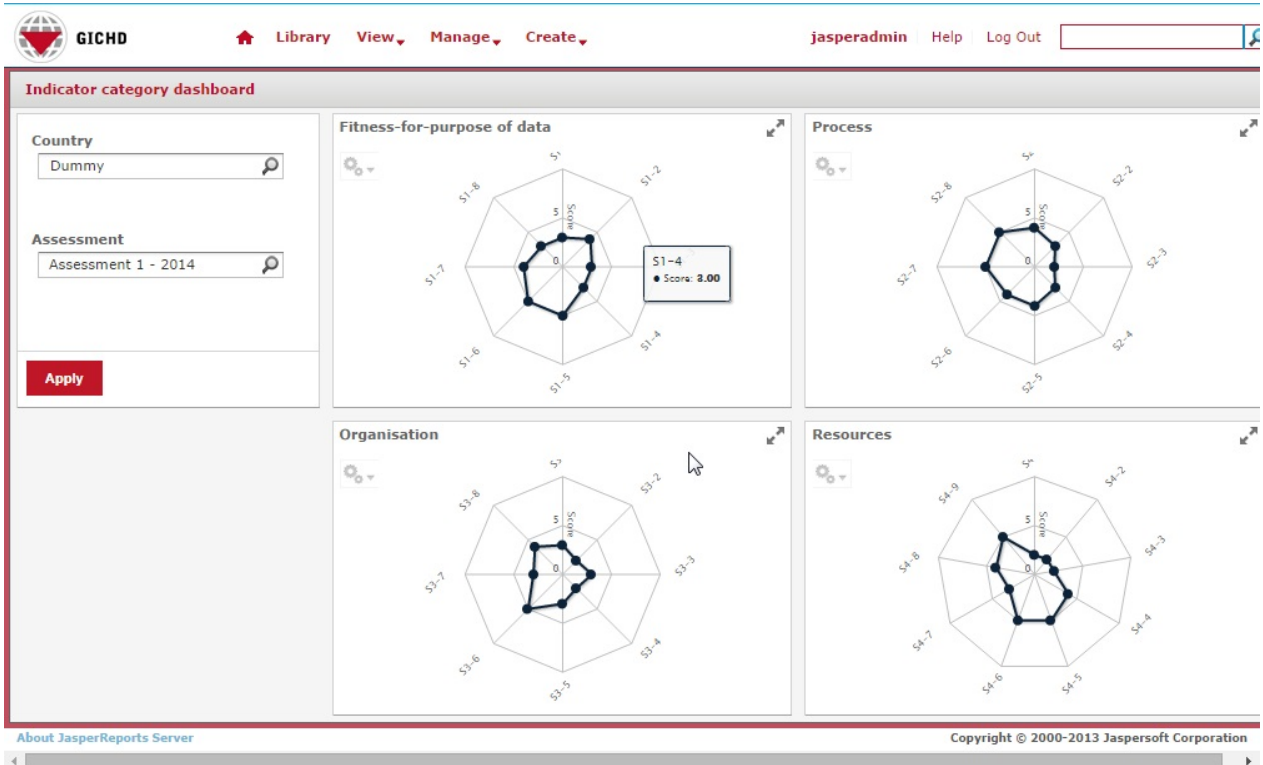 GICHD
Library View Manage Create
jasperadmin Help Log Out
Indicator category dashboard
Country
Dummy
Assessment
Assessment 1 - 2014
Apply
Fitness-for-purpose of data
S1-2
S1-8
5
Score
0
S1-4
Score: 3.00
S1-7
S1-6
S1-4
S1-5
Process
S2-2
S2-8
5
Score
0
S2-3
S2-7
S2-4
S2-6
S2-5
Organisation
S3-2
S3-8
5
Score
0
S3-3
S3-7
S3-4
S3-6
S3-5
Resources
S4-2
S4-9
5
Score
0
S4-3
S4-8
S4-4
S4-7
S4-6
S4-5
About JasperReports Server
Copyright © 2000-2013 Jaspersoft Corporation